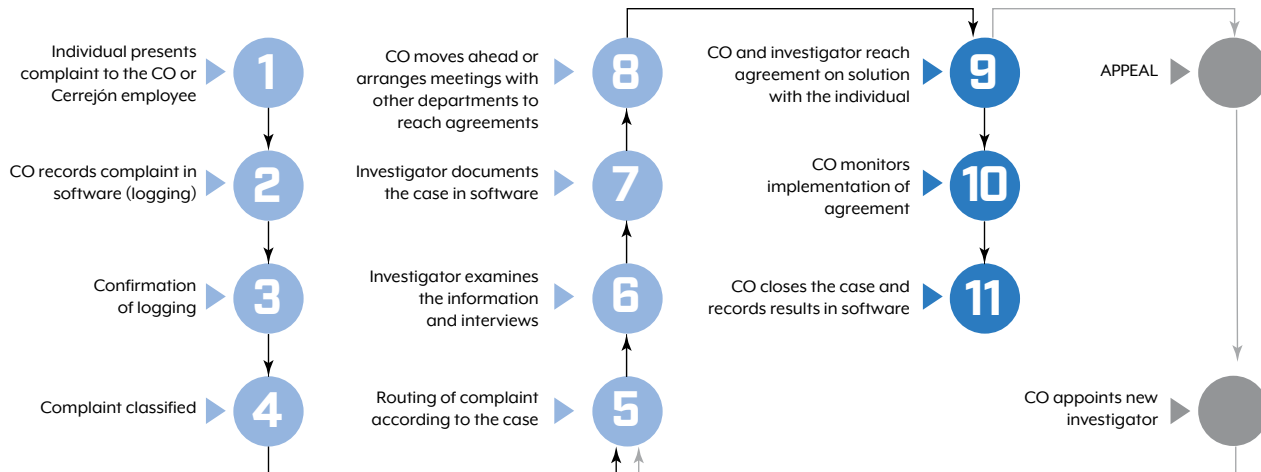 Individual presents
complaint to the CO or
Cerrejón employee
1
CO records complaint in
software (logging)
2
Confirmation
of logging
3
Complaint classified
4
Routing of complaint
according to the case
5
Investigator examines
the information
and interviews
6
Investigator documents
the case in software
7
CO moves ahead or
arranges meetings with
other departments to
reach agreements
8
CO and investigator reach
agreement on solution
with the individual
9
CO monitors
implementation of
agreement
10
CO closes the case and
records results in software
11
APPEAL
CO appoints new
investigator